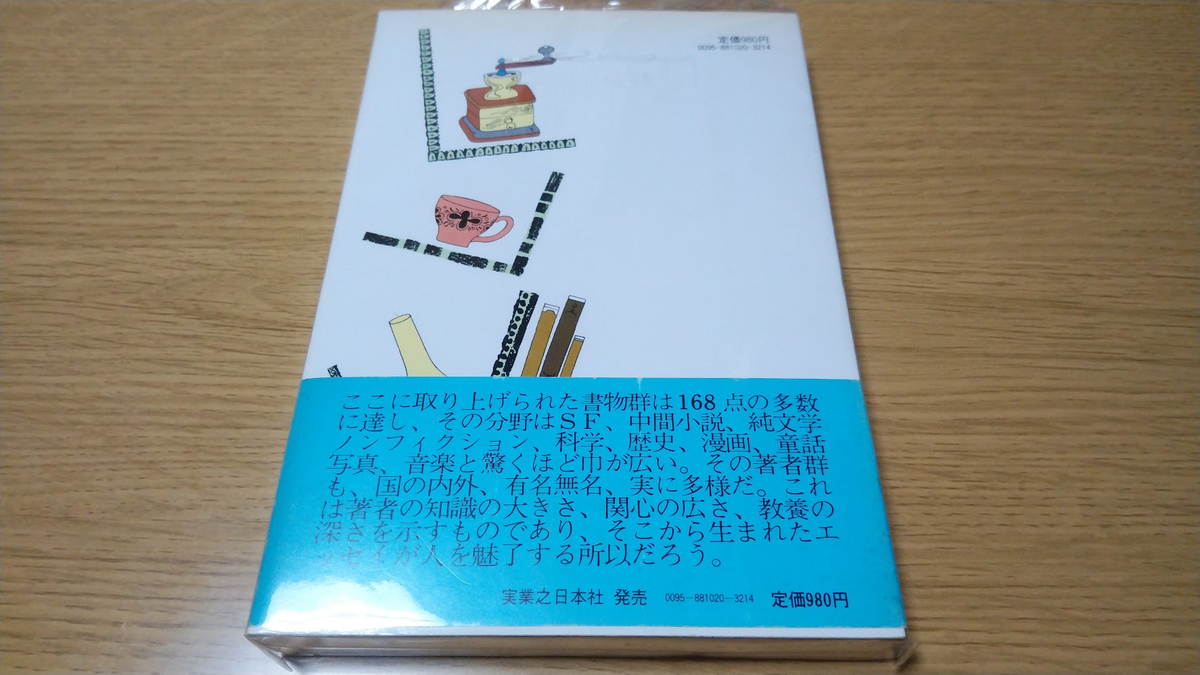 定価980円
0095-881020-3214
ここに取り上げられた書物群は168点の多数
に達し、その分野はＳＦ、中間小説、純文学
ノンフィクション、科学、歴史、漫画、童話
写真、音楽と驚くほど巾が広い。その著者群
も、国の内外、有名無名、実に多様だ。これ
は著者の知識の大きさ、関心の広さ、教養の
深さを示すものであり、そこから生まれたエ
ッセイが人を魅了する所以だろう。
実業之日本社 発売 0095-881020-3214 定価980円